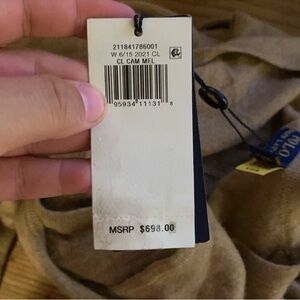 211841786001
W 6/15 2021 CL
CL CAM MEL
95934 11131 8
MSRP $698.00